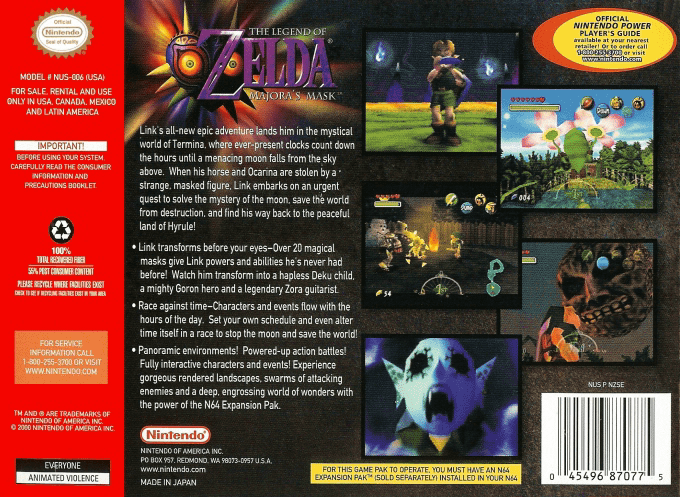 Official
Nintendo
Seal of Quality
MODEL # NUS-006 (USA)
FOR SALE, RENTAL AND USE
ONLY IN USA, CANADA, MEXICO
AND LATIN AMERICA
IMPORTANT!
BEFORE USING YOUR SYSTEM,
CAREFULLY READ THE CONSUMER
INFORMATION AND
PRECAUTIONS BOOKLET
100%
TOTAL RECOVERED FIBER
55% POST CONSUMER CONTENT
PLEASE RECYCLE WHERE FACILITIES EXIST
CHECK TO SEE IF RECYCLING FACILITIES EXIST IN YOUR AREA
FOR SERVICE
INFORMATION CALL
1-800-255-3700 OR VISIT
WWW.NINTENDO.COM
TM AND ® ARE TRADEMARKS OF
NINTENDO OF AMERICA INC.
© 2000 NINTENDO OF AMERICA INC.
EVERYONE
ANIMATED VIOLENCE
THE LEGEND OF
ZELDA®
MAJORA'S MASK™
Link's all-new epic adventure lands him in the mystical
world of Termina, where ever-present clocks count down
the hours until a menacing moon falls from the sky
above. When his horse and Ocarina are stolen by a
strange, masked figure, Link embarks on an urgent
quest to solve the mystery of the moon, save the world
from destruction, and find his way back to the peaceful
land of Hyrule!
• Link transforms before your eyes–Over 20 magical
masks give Link powers and abilities he's never had
before! Watch him transform into a hapless Deku child,
a mighty Goron hero and a legendary Zora guitarist.
• Race against time–Characters and events flow with the
hours of the day. Set your own schedule and even alter
time itself in a race to stop the moon and save the world!
• Panoramic environments! Powered-up action battles!
Fully interactive characters and events! Experience
gorgeous rendered landscapes, swarms of attacking
enemies and a deep, engrossing world of wonders with
the power of the N64 Expansion Pak.
Nintendo®
NINTENDO OF AMERICA INC.
PO BOX 957, REDMOND, WA 98073-0957 U.S.A.
www.nintendo.com
MADE IN JAPAN
OFFICIAL
NINTENDO POWER
PLAYER'S GUIDE
available at your nearest
retailer! Or to order call
1-800-255-3700 or visit
www.nintendo.com
004
54
FOR THIS GAME PAK TO OPERATE, YOU MUST HAVE AN N64
EXPANSION PAK™ (SOLD SEPARATELY) INSTALLED IN YOUR N64
NUS P NZSE
0 45496 87077 5